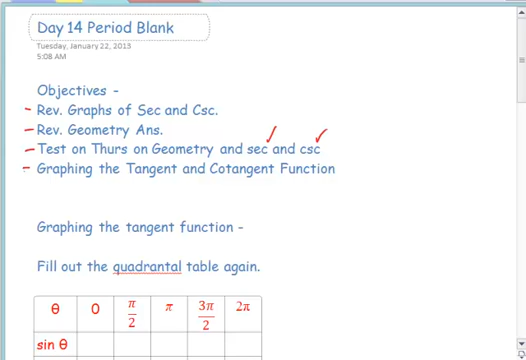 Day 14 Period Blank
Tuesday, January 22, 2013
5:08 AM
Objectives -
Rev. Graphs of Sec and Csc.
Rev. Geometry Ans.
Test on Thurs on Geometry and sec and csc
Graphing the Tangent and Cotangent Function
Graphing the tangent function -
Fill out the quadrantal table again.
θ 0 π/2 π 3π/2 2π
sin θ